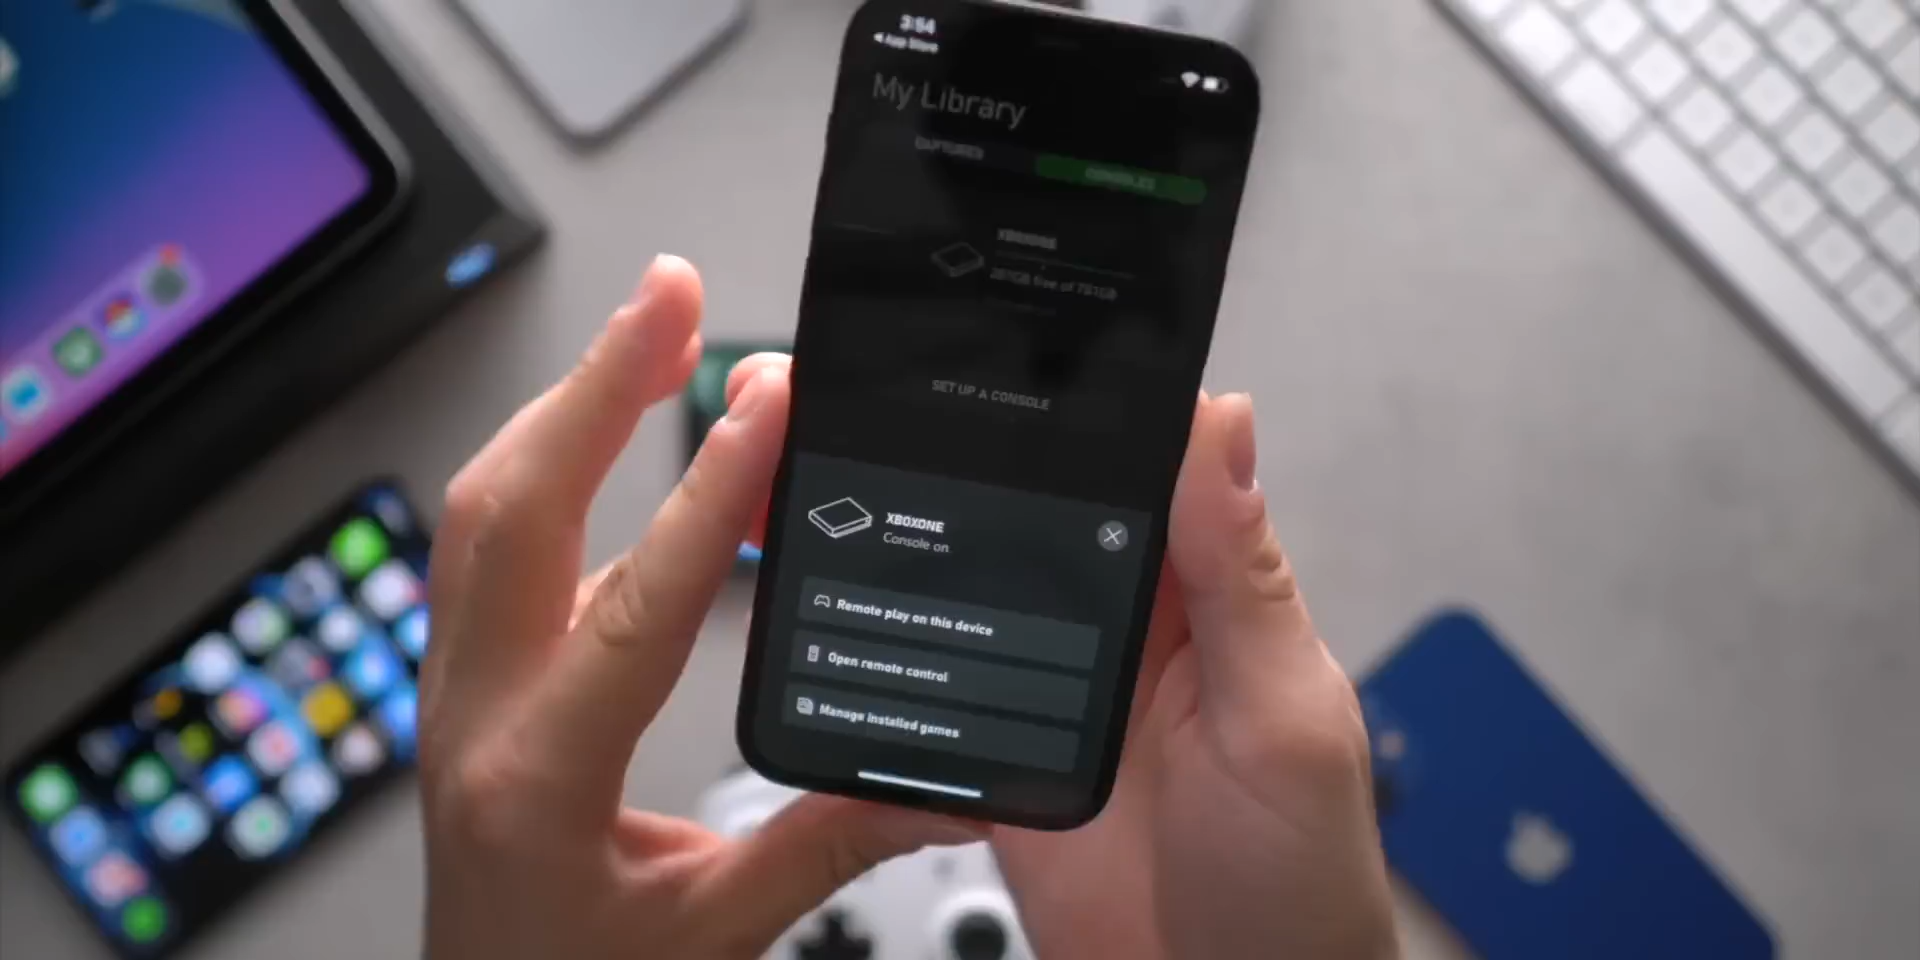 3:54
◀ App Store
My Library
CAPTURES
CONSOLES
XBOXONE
SET UP A CONSOLE
XBOXONE
Console on
Remote play on this device
Open remote control
Manage installed games